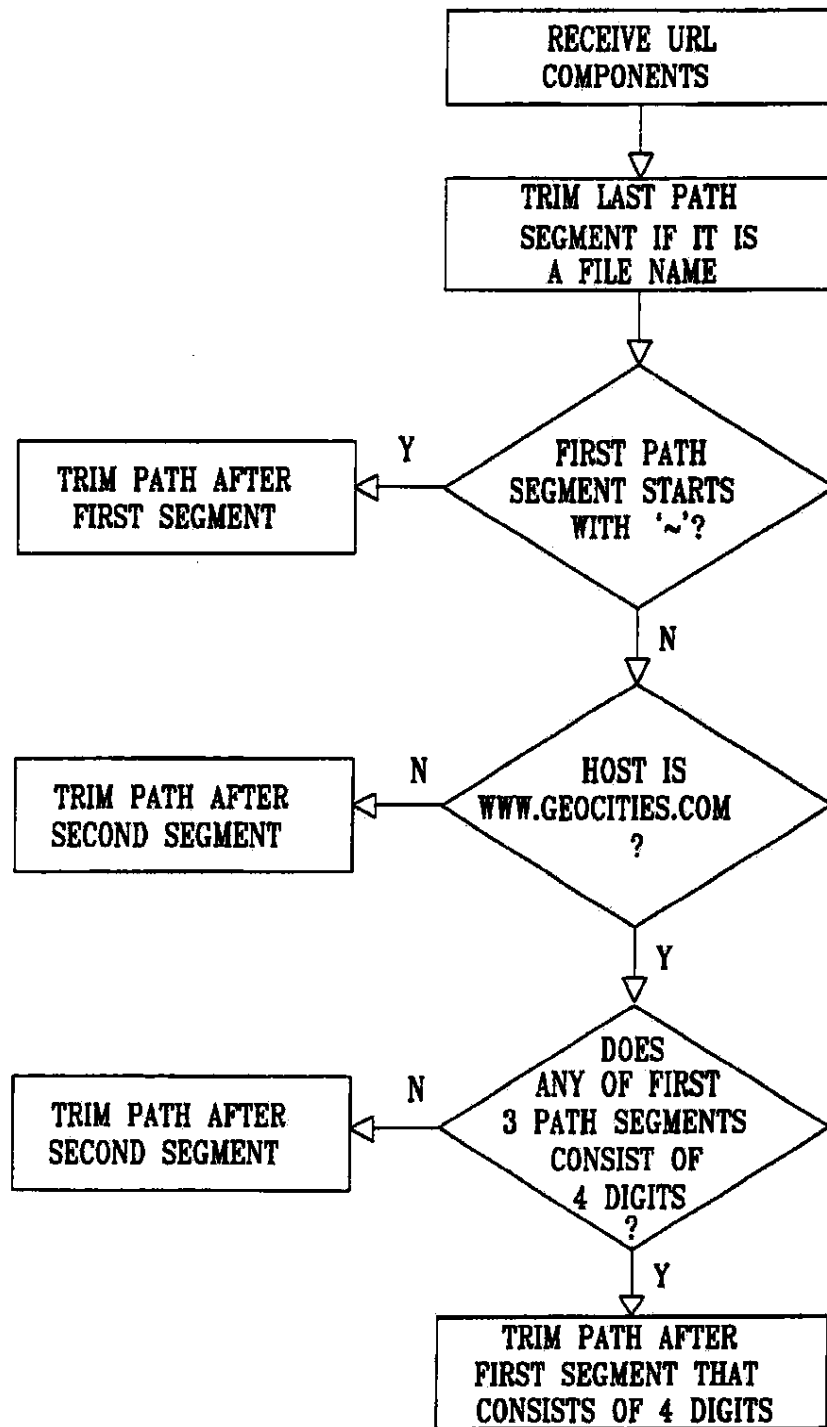 RECEIVE URL
COMPONENTS
TRIM LAST PATH
SEGMENT IF IT IS
A FILE NAME
FIRST PATH
SEGMENT STARTS
WITH '~'?
Y
TRIM PATH AFTER
FIRST SEGMENT
N
HOST IS
WWW.GEOCITIES.COM
?
N
TRIM PATH AFTER
SECOND SEGMENT
Y
DOES
ANY OF FIRST
3 PATH SEGMENTS
CONSIST OF
4 DIGITS
?
N
TRIM PATH AFTER
SECOND SEGMENT
Y
TRIM PATH AFTER
FIRST SEGMENT THAT
CONSISTS OF 4 DIGITS